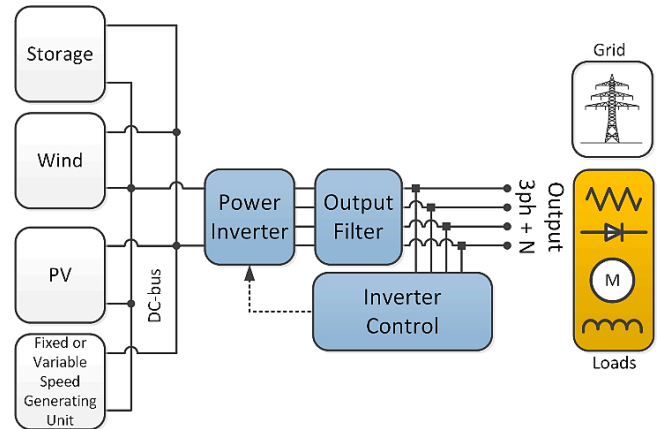 Storage
Wind
PV
Fixed or
Variable
Speed
Generating
Unit
DC-bus
Power
Inverter
Output
Filter
Inverter
Control
3ph + N
Output
Grid
M
Loads